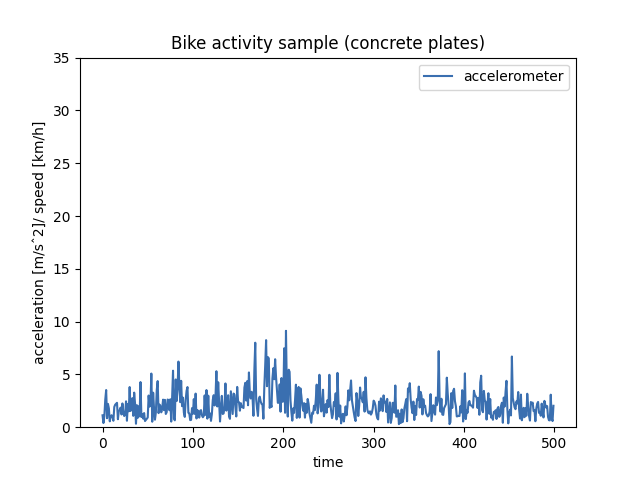 Bike activity sample (concrete plates)
accelerometer
acceleration [m/sˆ2]/ speed [km/h]
35
30
25
20
15
10
5
0
0 100 200 300 400 500
time